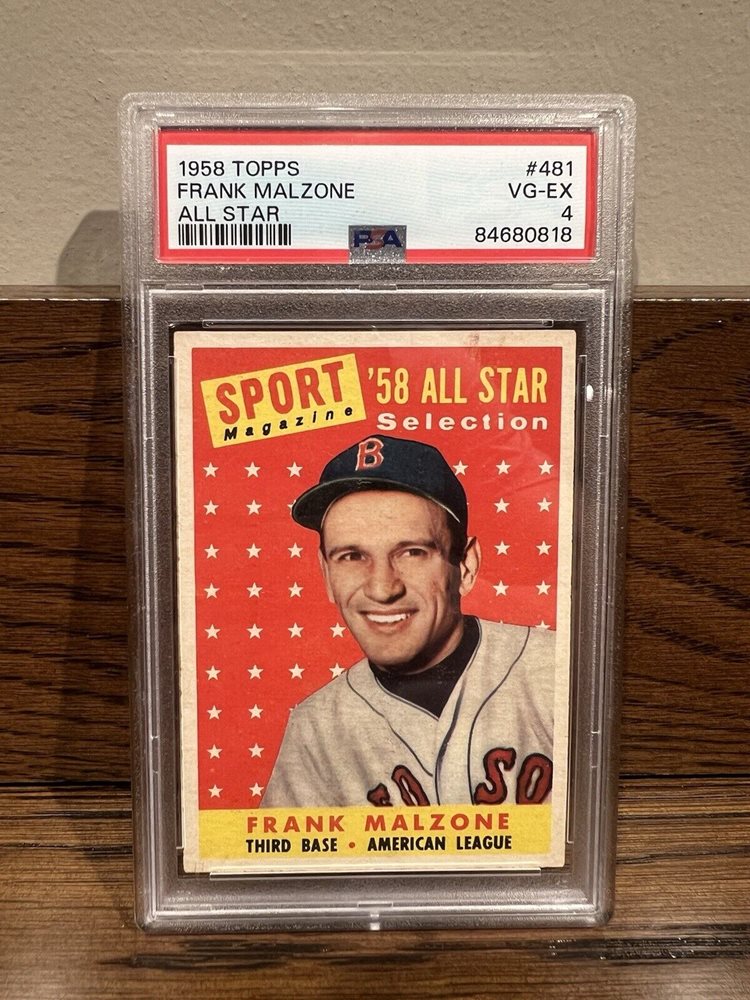 1958 TOPPS #481
FRANK MALZONE VG-EX
ALL STAR 4
PSA 84680818
SPORT '58 ALL STAR
Magazine Selection
B
SO
FRANK MALZONE
THIRD BASE • AMERICAN LEAGUE